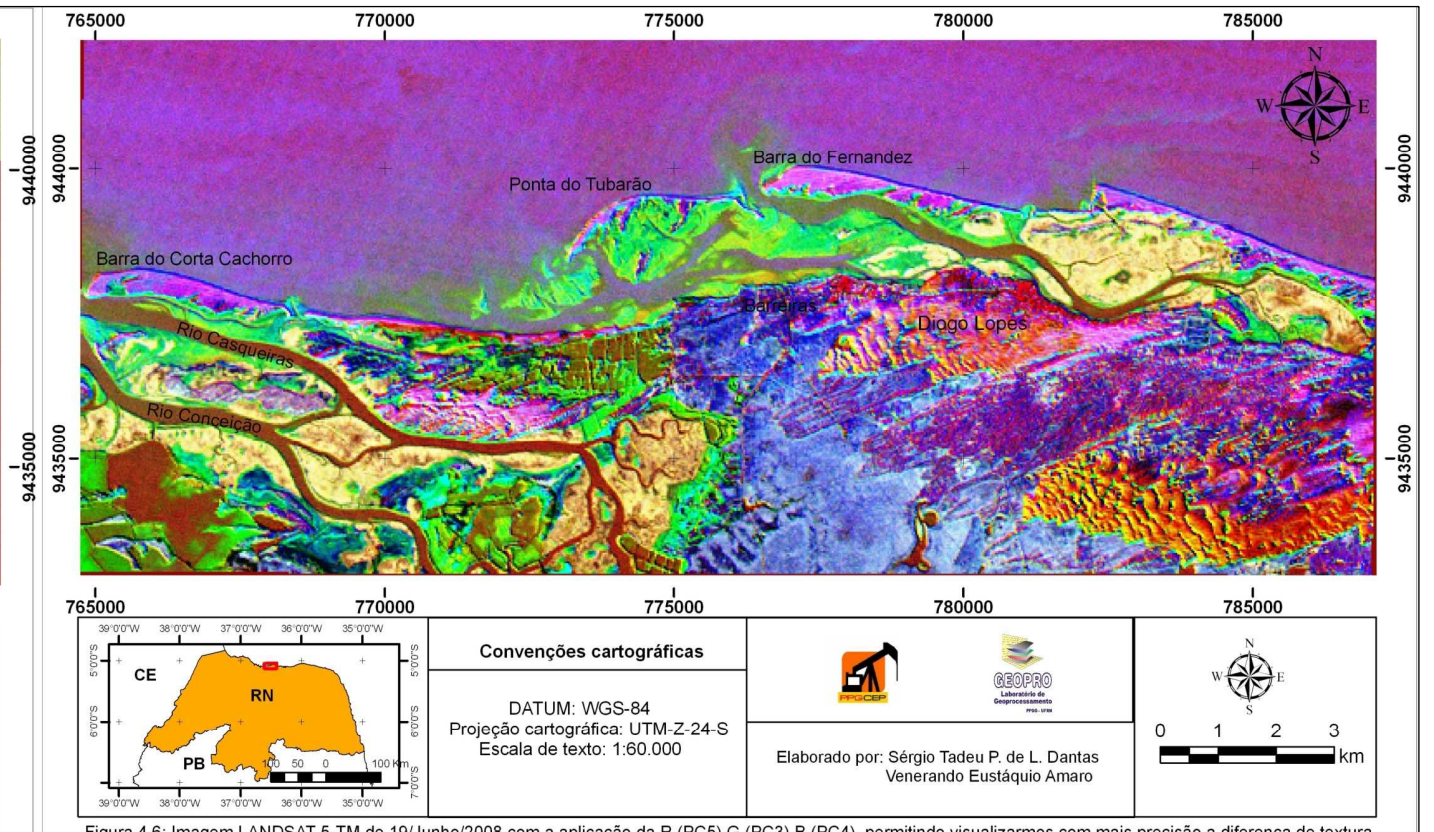 765000 770000 775000 780000 785000
N
W E
S
9440000
9440000
9440000
Barra do Fernandez
Ponta do Tubarão
Barra do Corta Cachorro
Barreiras
Diogo Lopes
Rio Casqueiras
Rio Conceição
9435000
9435000
9435000
765000 770000 775000 780000 785000
39°0'0"W 38°0'0"W 37°0'0"W 36°0'0"W 35°0'0"W
5°0'0"S
5°0'0"S
CE
RN
6°0'0"S
6°0'0"S
PB
100 50 0 100 Km
7°0'0"S
39°0'0"W 38°0'0"W 37°0'0"W 36°0'0"W 35°0'0"W
Convenções cartográficas
DATUM: WGS-84
Projeção cartográfica: UTM-Z-24-S
Escala de texto: 1:60.000
PPGCEP
GEOPRO
Laboratório de
Geoprocessamento
PPGG - UFRN
Elaborado por: Sérgio Tadeu P. de L. Dantas
Venerando Eustáquio Amaro
N
W E
S
0 1 2 3
km
Figura 4.6: Imagem LANDSAT 5-TM de 19/Junho/2008 com a aplicação da R (PC5) G (PC3) B (PC4), permitindo visualizarmos com mais precisão a diferença de textura